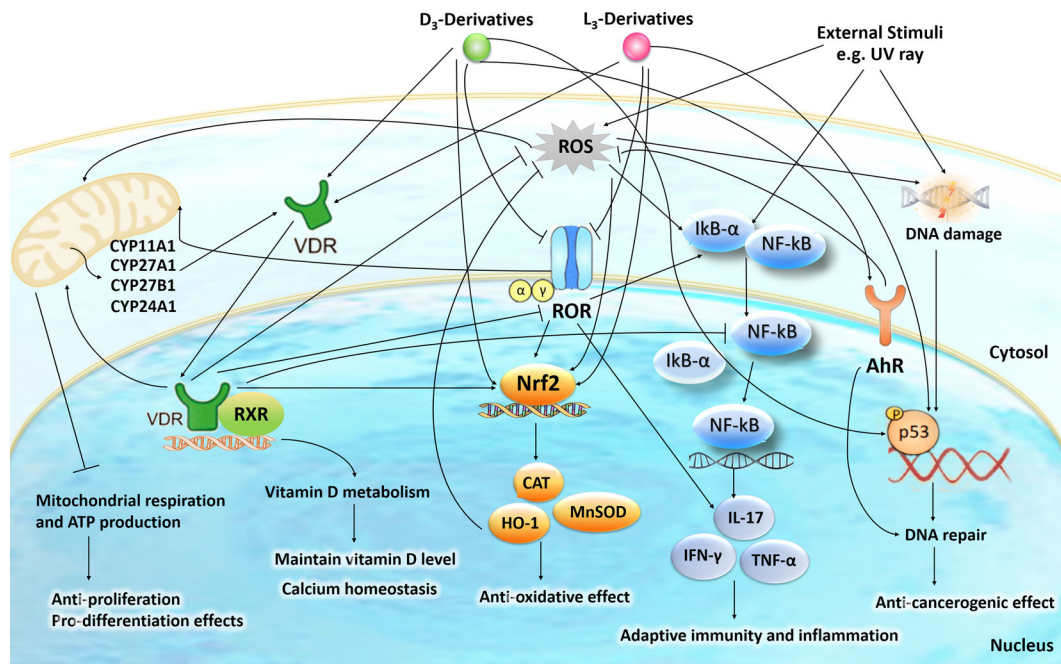 D₃-Derivatives
L₃-Derivatives
External Stimuli
e.g. UV ray
ROS
CYP11A1
CYP27A1
CYP27B1
CYP24A1
VDR
IkB-α
NF-kB
DNA damage
α
γ
ROR
NF-kB
IkB-α
AhR
Cytosol
Nrf2
VDR
RXR
NF-kB
P
p53
Mitochondrial respiration
and ATP production
Vitamin D metabolism
CAT
HO-1
MnSOD
IL-17
IFN-γ
TNF-α
DNA repair
Maintain vitamin D level
Calcium homeostasis
Anti-proliferation
Pro-differentiation effects
Anti-oxidative effect
Anti-cancerogenic effect
Adaptive immunity and inflammation
Nucleus